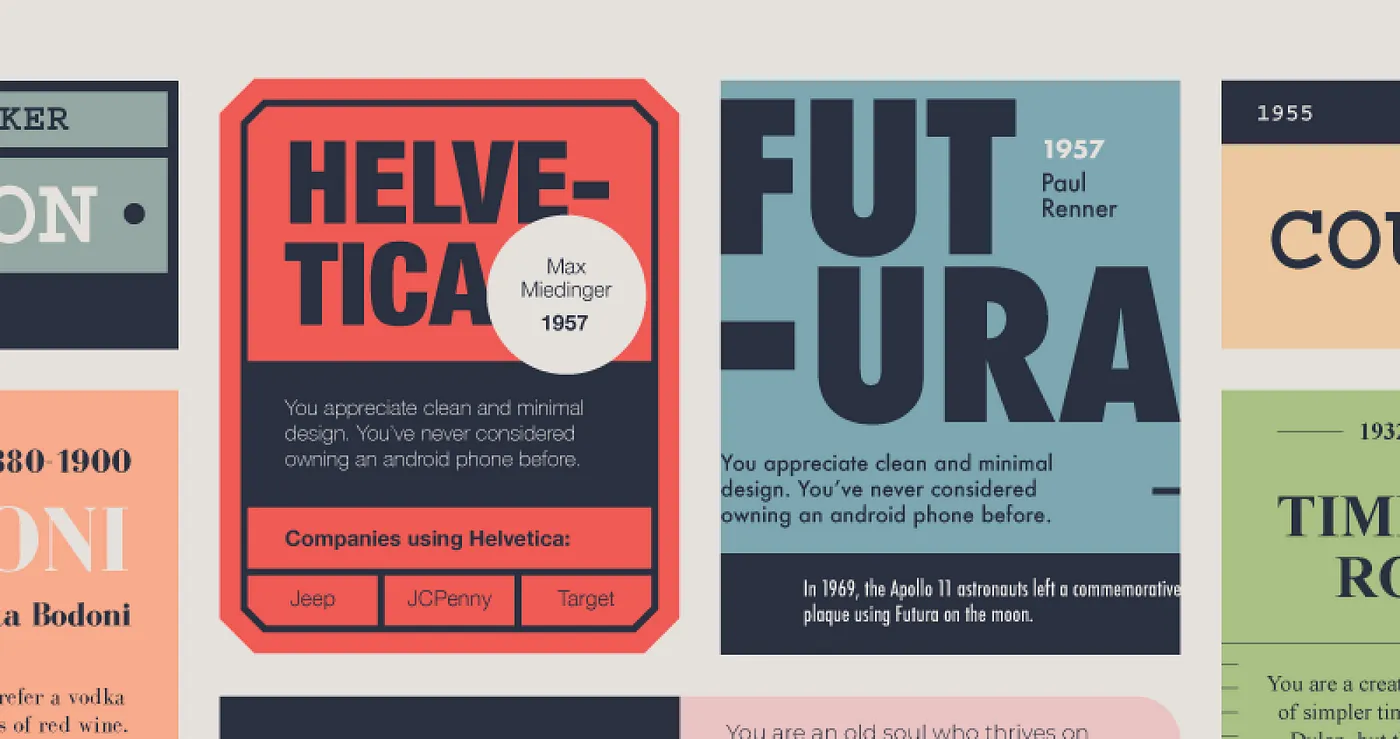 KER
ON
880-1900
ONI
ta Bodoni
refer a vodka
s of red wine.
HELVE-
TICA
Max
Miedinger
1957
You appreciate clean and minimal
design. You've never considered
owning an android phone before.
Companies using Helvetica:
Jeep
JCPenny
Target
FUT
-URA
1957
Paul
Renner
You appreciate clean and minimal
design. You've never considered
owning an android phone before.
In 1969, the Apollo 11 astronauts left a commemorative
plaque using Futura on the moon.
You are an old soul who thrives on
1955
COU
1932
TIM
RO
You are a creat
of simpler tim